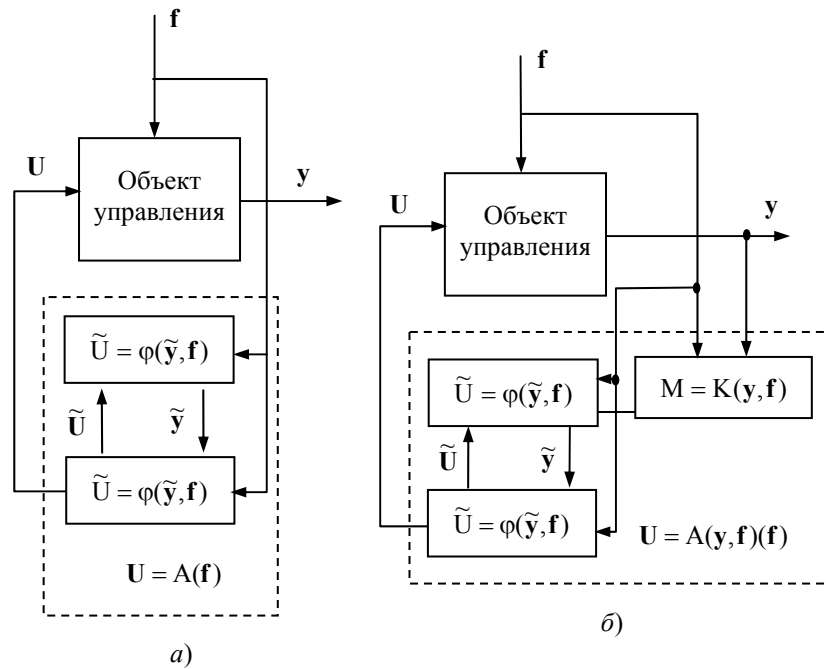 f
U
Объект
управления
y
Ũ = φ(ỹ,f)
Ũ
ỹ
Ũ = φ(ỹ,f)
U = A(f)
а)
f
U
Объект
управления
y
Ũ = φ(ỹ,f)
M = K(y,f)
Ũ
ỹ
Ũ = φ(ỹ,f)
U = A(y,f)(f)
б)